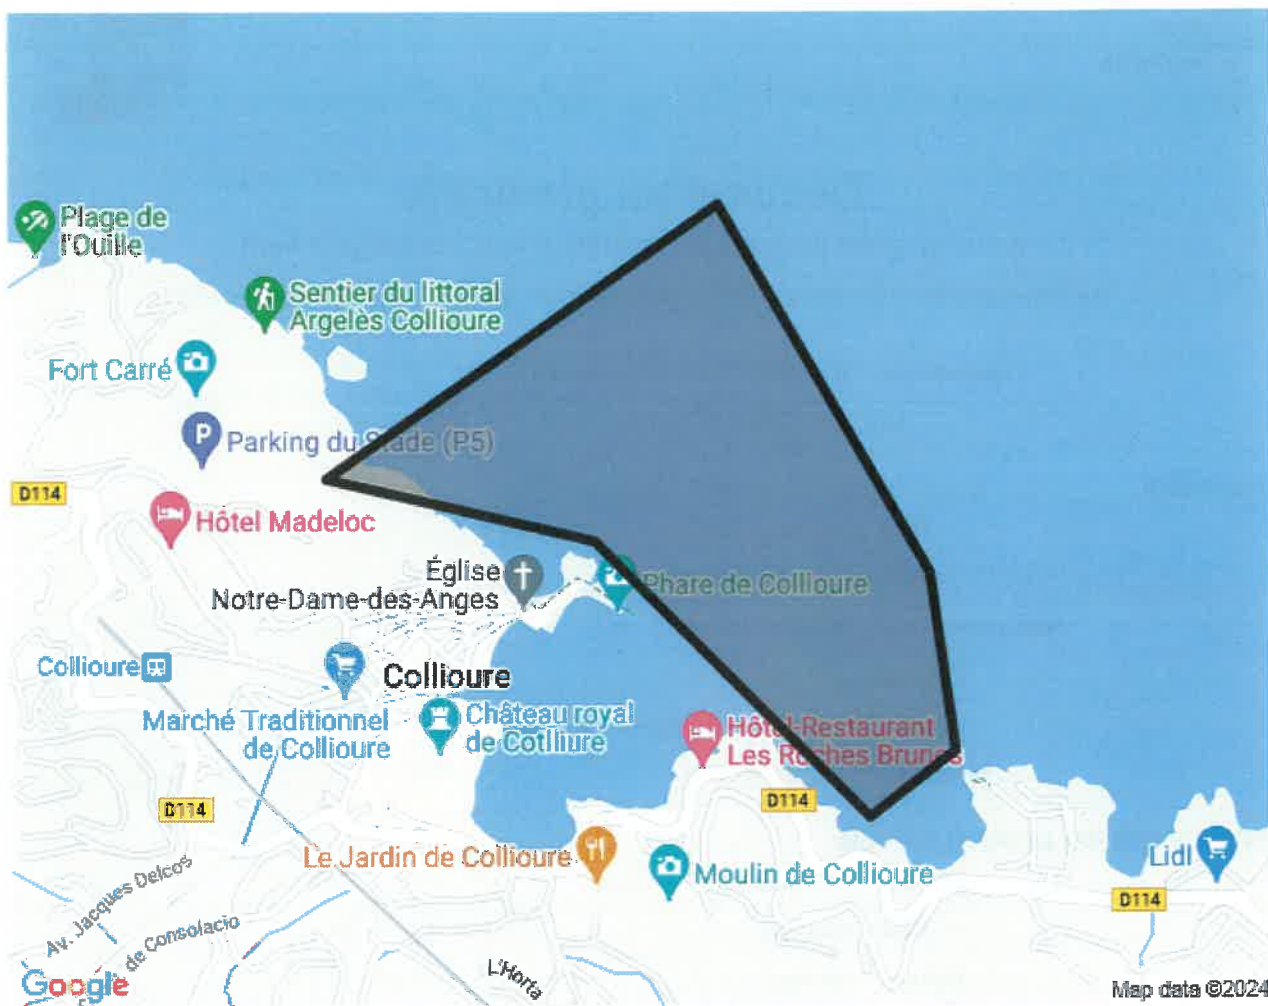 Plage de
l'Ouille
Sentier du littoral
Argelès Collioure
Fort Carré
Parking du Stade (P5)
D114
Hôtel Madeloc
Église
Notre-Dame-des-Anges
Phare de Collioure
Collioure
Collioure
Marché Traditionnel
de Collioure
Château royal
de Cotlliure
Hôtel-Restaurant
Les Roches Brunes
D114
D114
Le Jardin de Collioure
Moulin de Collioure
Lidl
D114
Av. Jacques Delcos
de Consolacio
L'Horta
Google
Map data ©2024